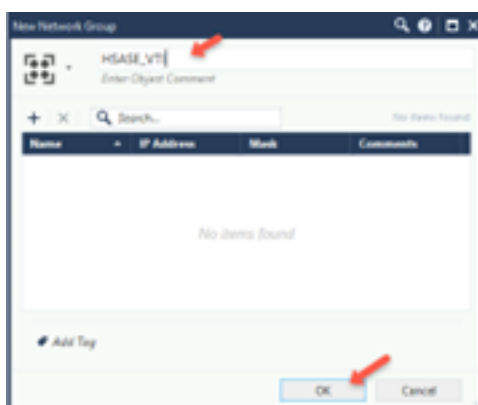 New Network Group
HSASE_VTI
Enter Object Comment
Search...
No items found
Name IP Address Mask Comments
No items found
Add Tag
OK Cancel